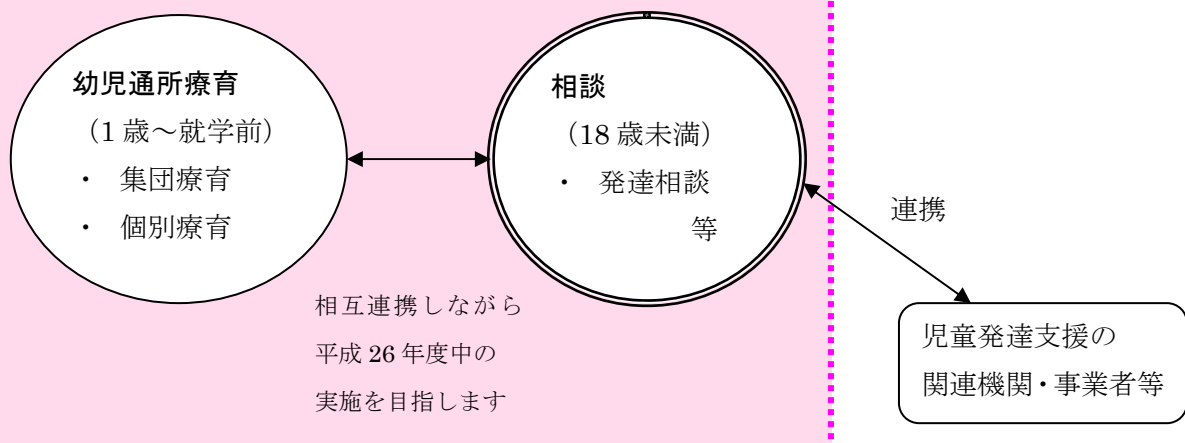 幼児通所療育
（1歳～就学前）
・ 集団療育
・ 個別療育
相談
（18歳未満）
・ 発達相談
等
連携
相互連携しながら
平成26年度中の
実施を目指します
児童発達支援の
関連機関・事業者等